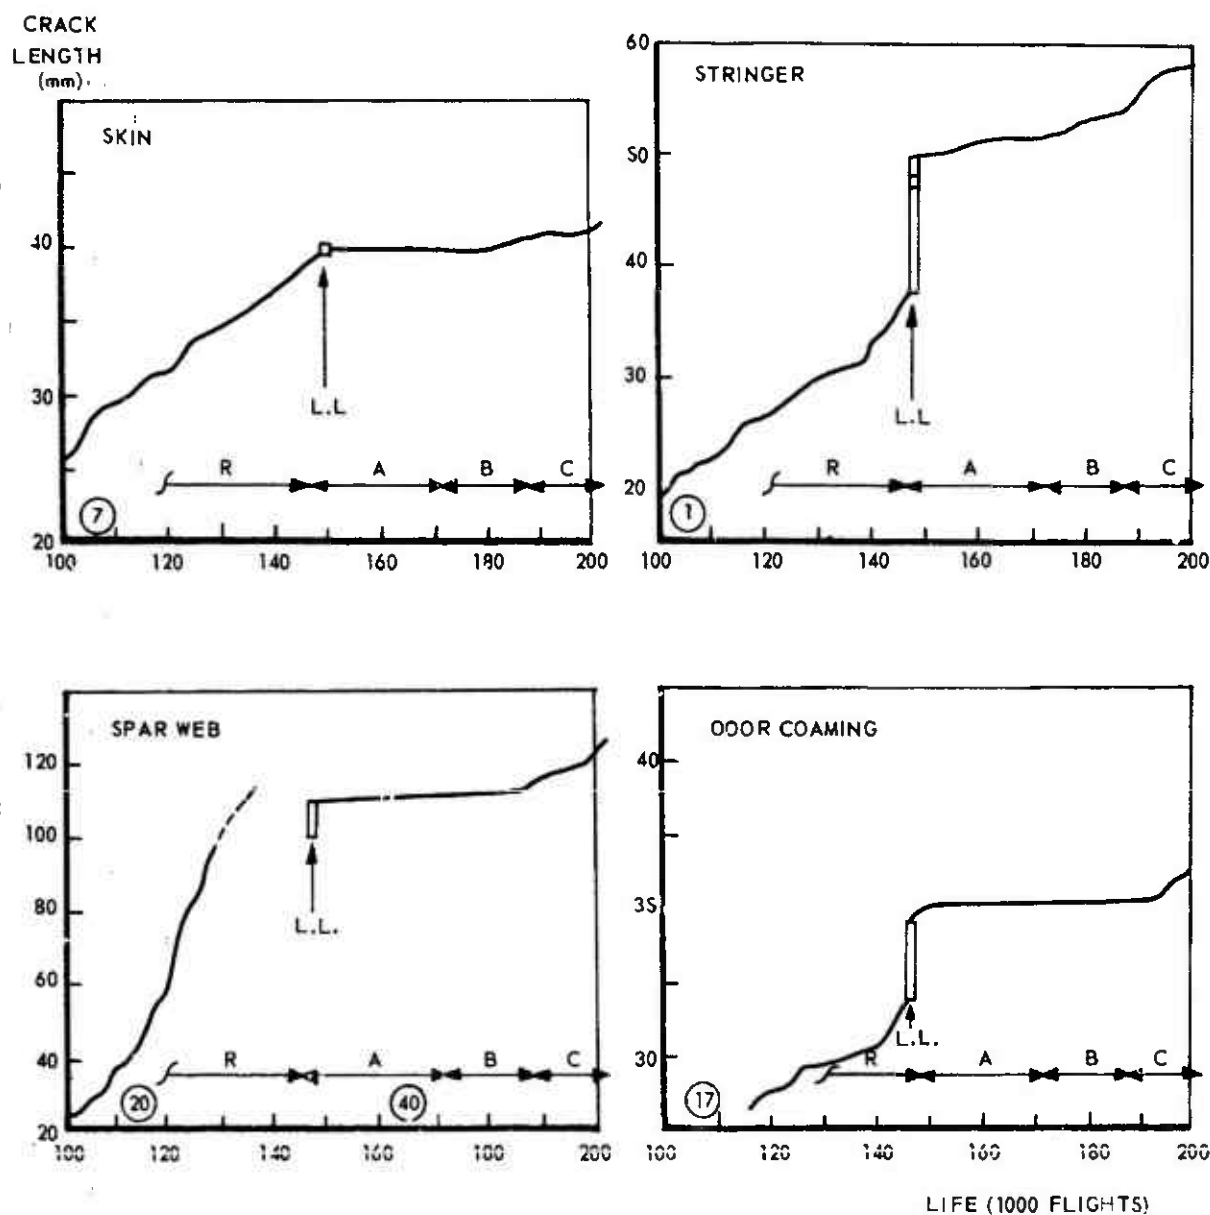 CRACK
LENGTH
(mm)
SKIN
40
30
20
R A B C
7
L.L
100 120 140 160 180 200
STRINGER
60
S0
40
30
20
R A B C
1
L.L
100 120 140 160 180 200
SPAR WEB
120
100
80
60
40
20
L.L.
R A B C
20 40
100 120 140 160 180 200
DOOR COAMING
40
3S
30
L.L.
R A B C
17
100 120 140 160 180 200
LIFE (1000 FLIGHTS)